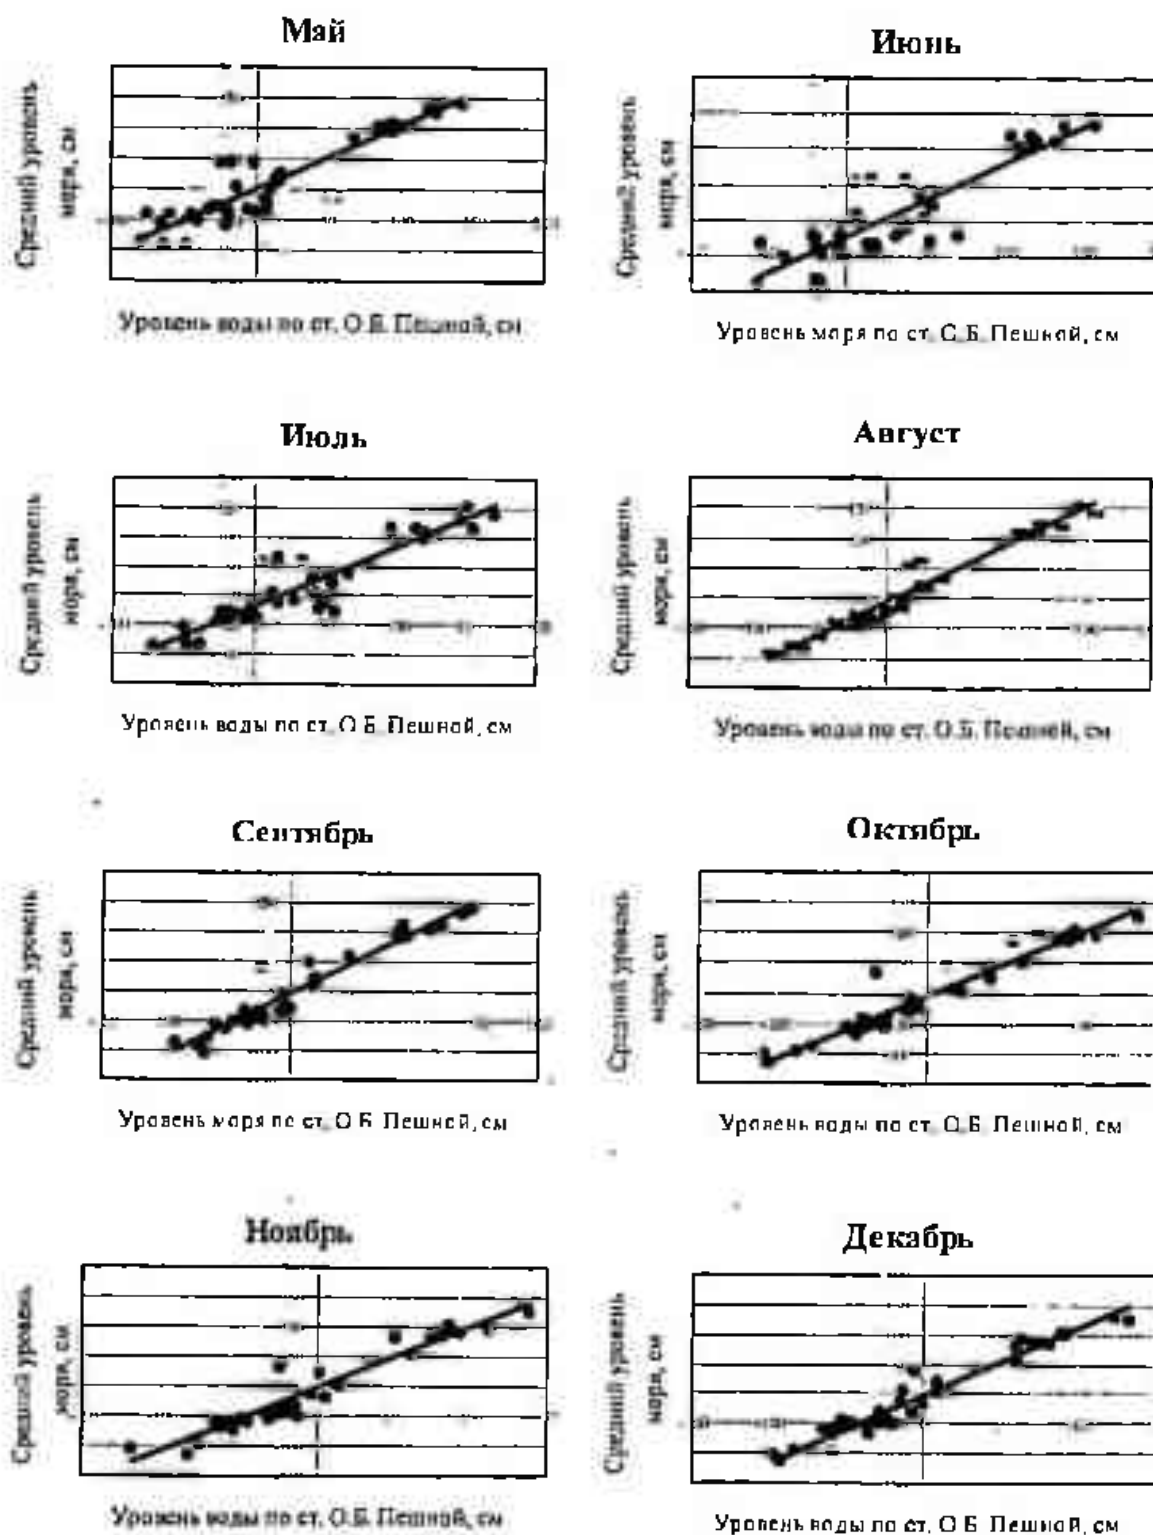 Май
Средний уровень
моря, см
Уровень воды по ст. О.Б. Пешной, см
Июнь
Средний уровень
моря, см
Уровень моря по ст. С.Б. Пешной, см
Июль
Средний уровень
моря, см
Уровень воды по ст. О.Б. Пешной, см
Август
Средний уровень
моря, см
Уровень воды по ст. О.Б. Пешной, см
Сентябрь
Средний уровень
моря, см
Уровень моря по ст. О.Б. Пешной, см
Октябрь
Средний уровень
моря, см
Уровень воды по ст. О.Б. Пешной, см
Ноябрь
Средний уровень
моря, см
Уровень воды по ст. О.Б. Пешной, см
Декабрь
Средний уровень
моря, см
Уровень воды по ст. О.Б. Пешной, см